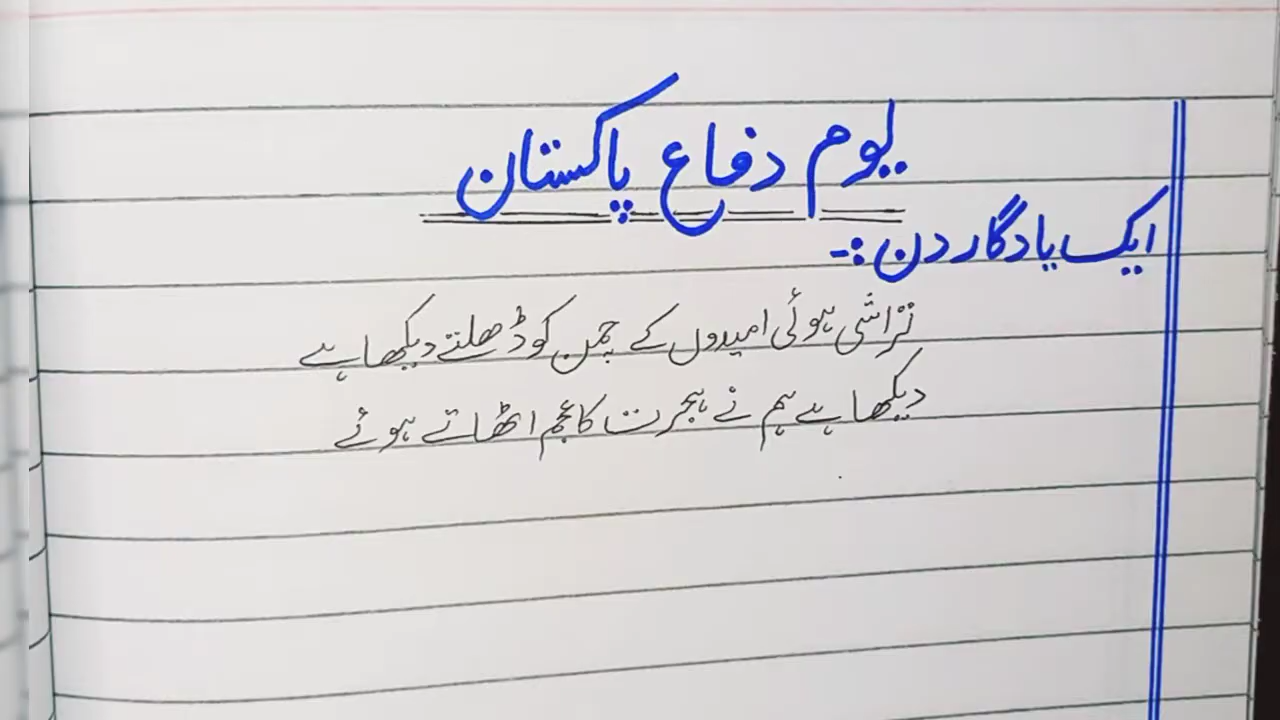 یوم دفاع پاکستان
ایک یادگار دن :-
تراشی ہوئی امیدوں کے چمن کو ڈھلتے دیکھا ہے
دیکھا ہے ہم نے ہجرت کا عجم اٹھاتے ہوئے